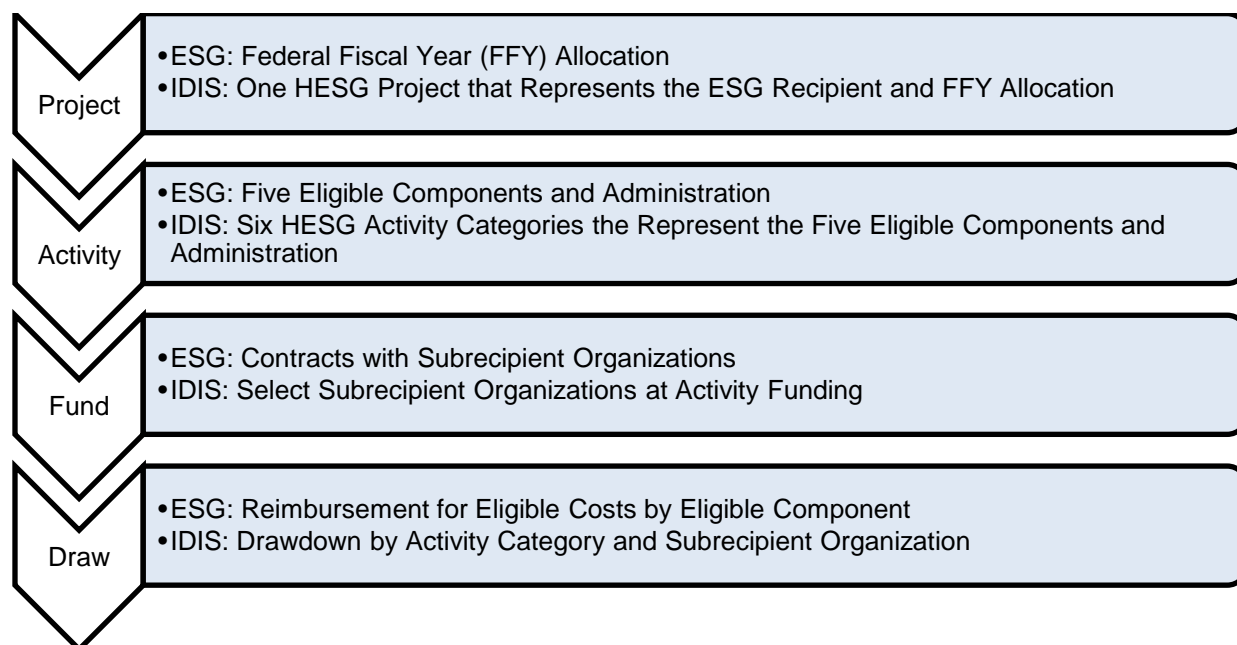 Project
•ESG: Federal Fiscal Year (FFY) Allocation
•IDIS: One HESG Project that Represents the ESG Recipient and FFY Allocation
Activity
•ESG: Five Eligible Components and Administration
•IDIS: Six HESG Activity Categories the Represent the Five Eligible Components and
Administration
Fund
•ESG: Contracts with Subrecipient Organizations
•IDIS: Select Subrecipient Organizations at Activity Funding
Draw
•ESG: Reimbursement for Eligible Costs by Eligible Component
•IDIS: Drawdown by Activity Category and Subrecipient Organization